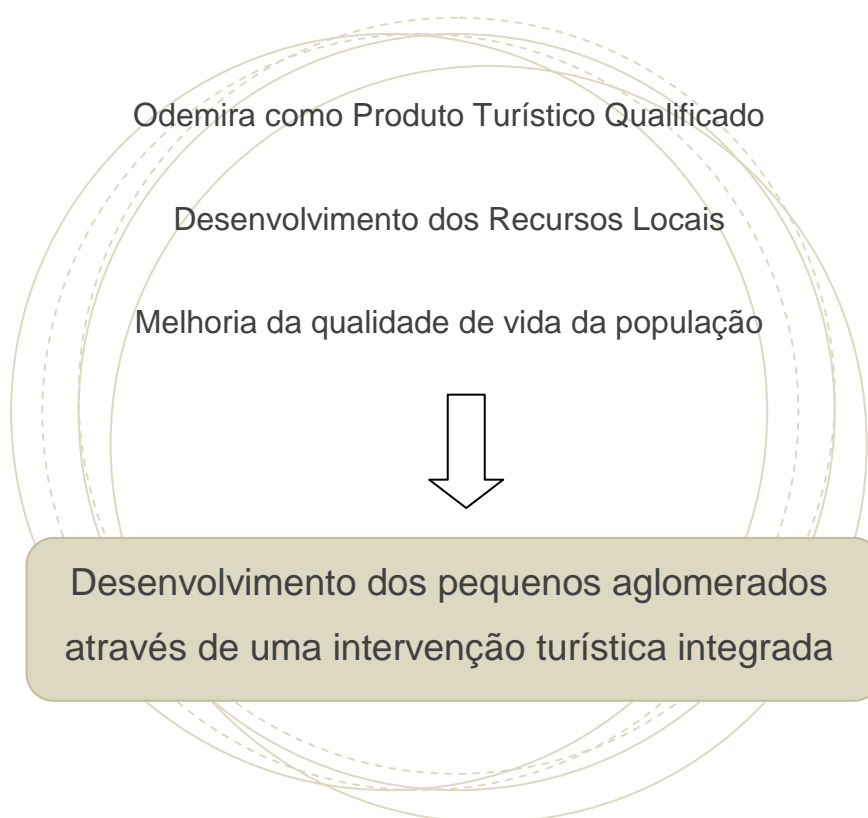 Odemira como Produto Turístico Qualificado
Desenvolvimento dos Recursos Locais
Melhoria da qualidade de vida da população
Desenvolvimento dos pequenos aglomerados
através de uma intervenção turística integrada